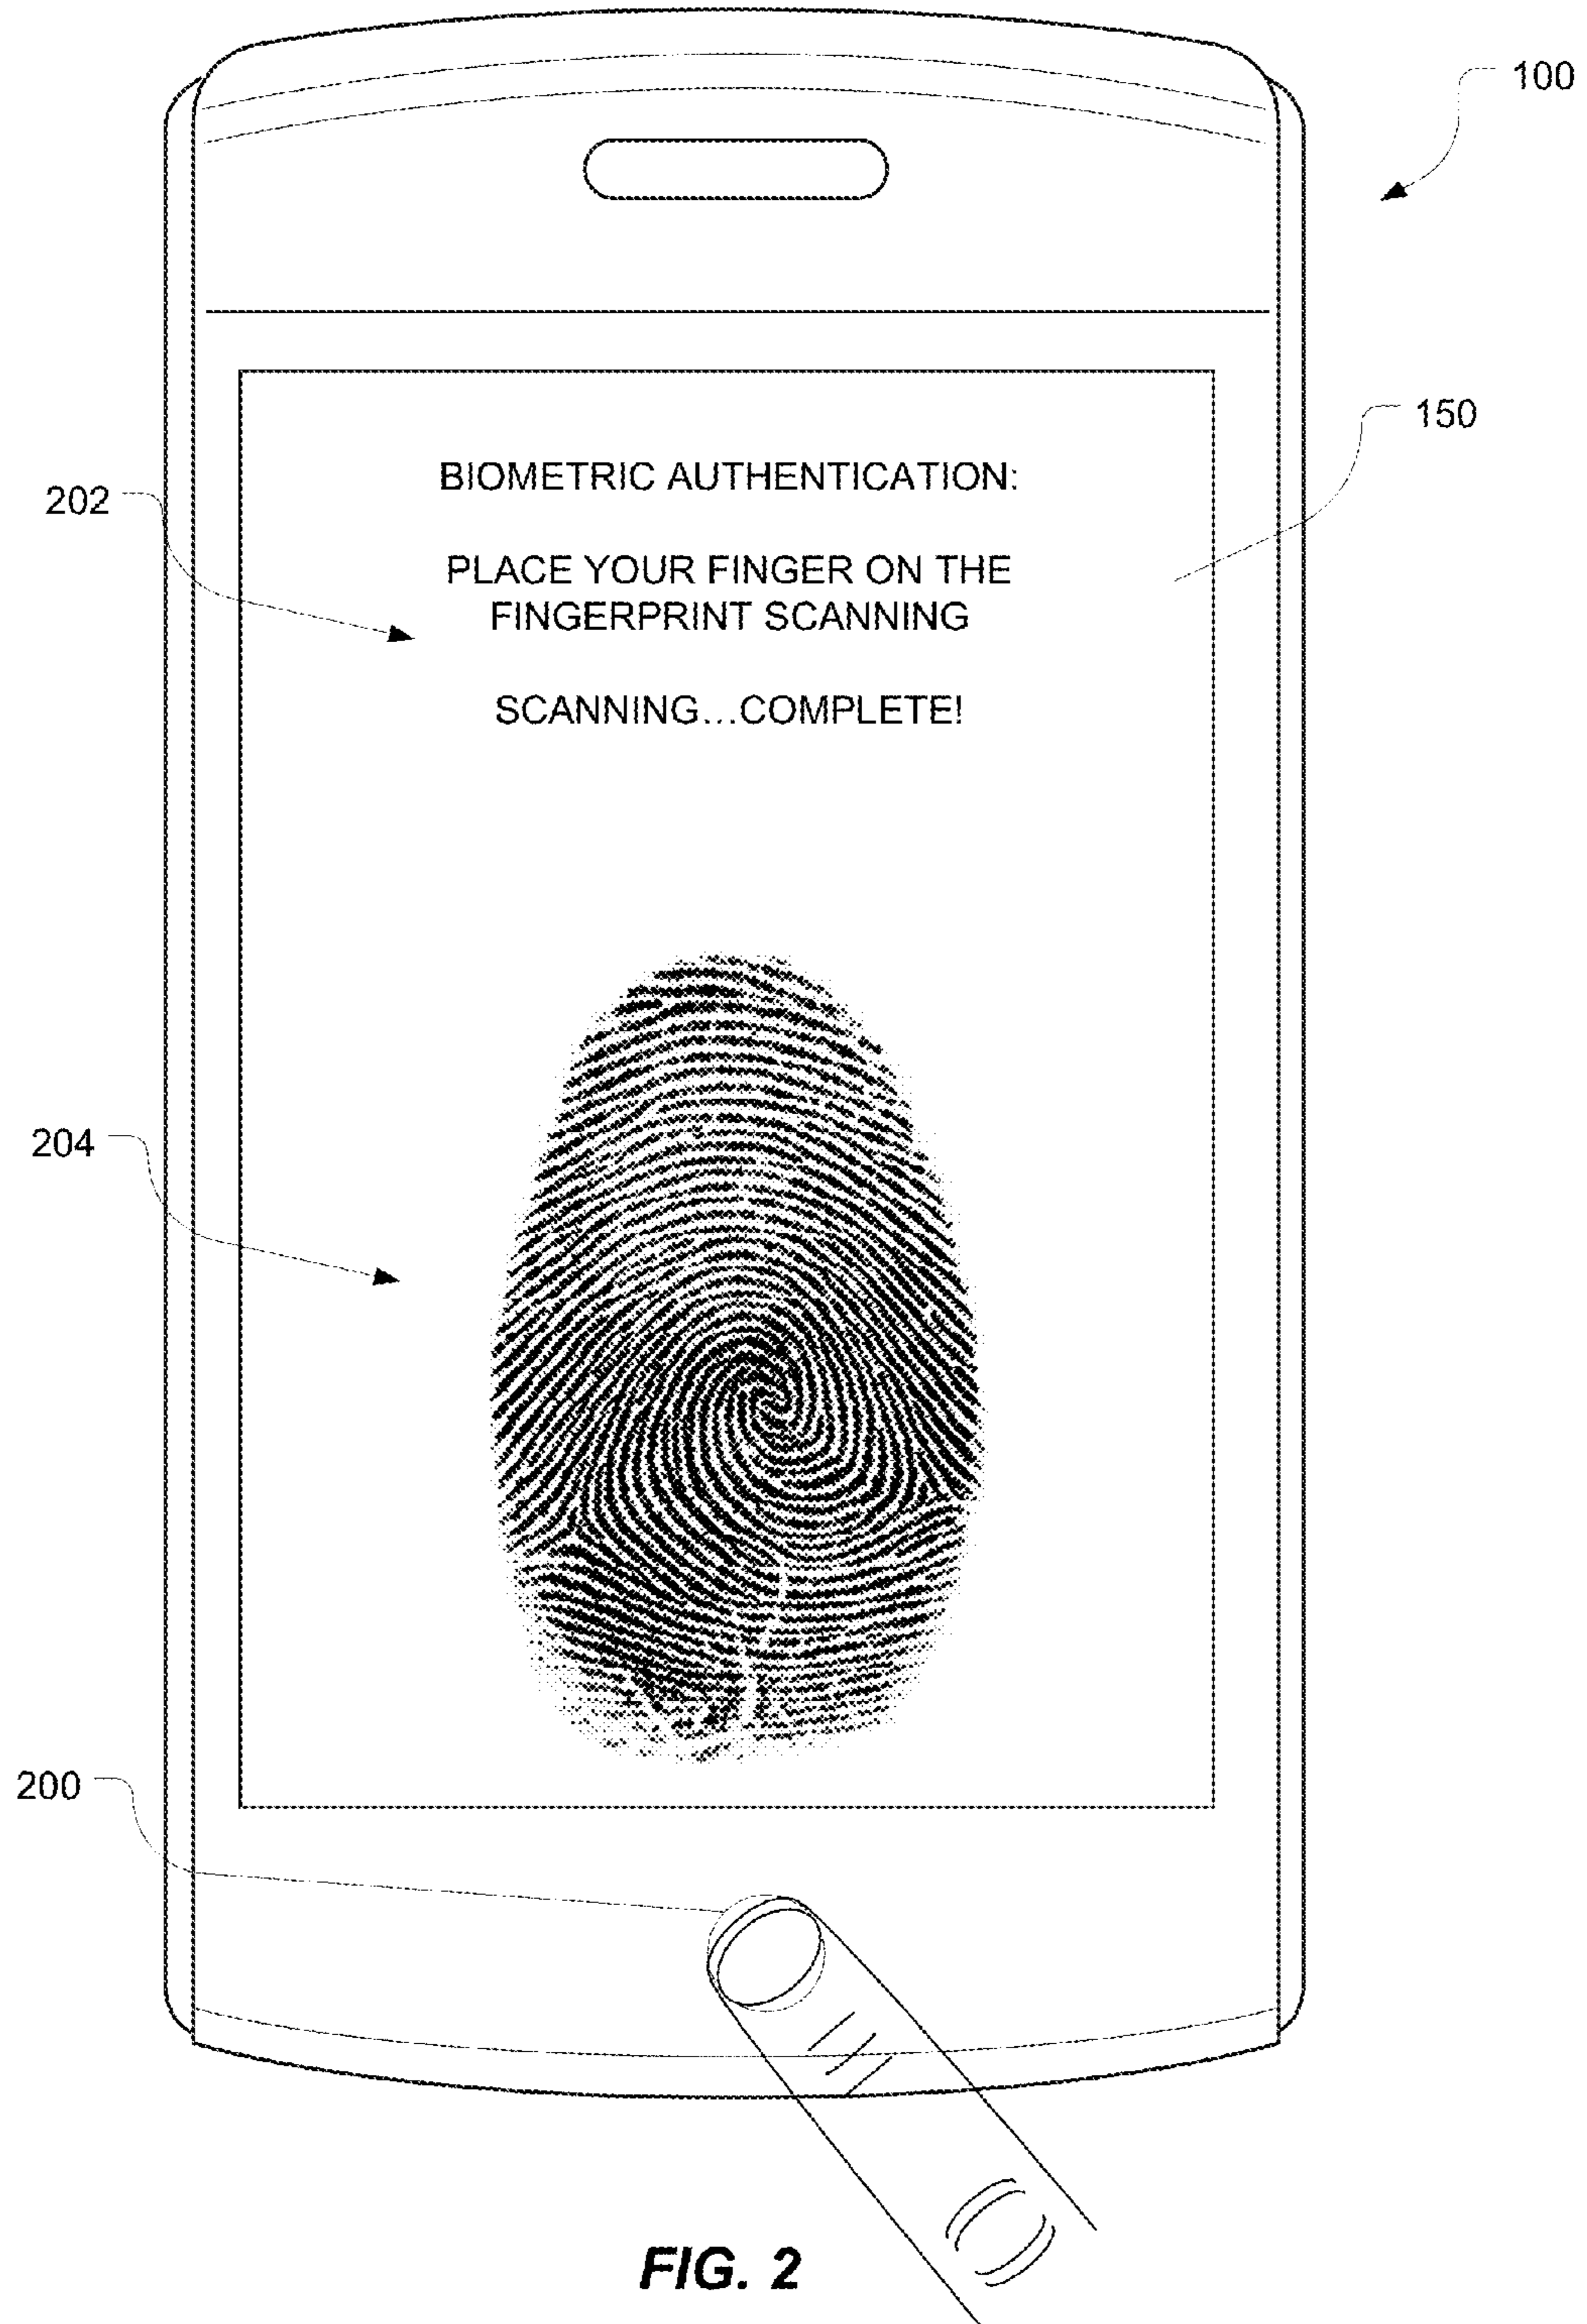 100
150
BIOMETRIC AUTHENTICATION:
202
PLACE YOUR FINGER ON THE
FINGERPRINT SCANNING
SCANNING...COMPLETE!
204
200
FIG. 2